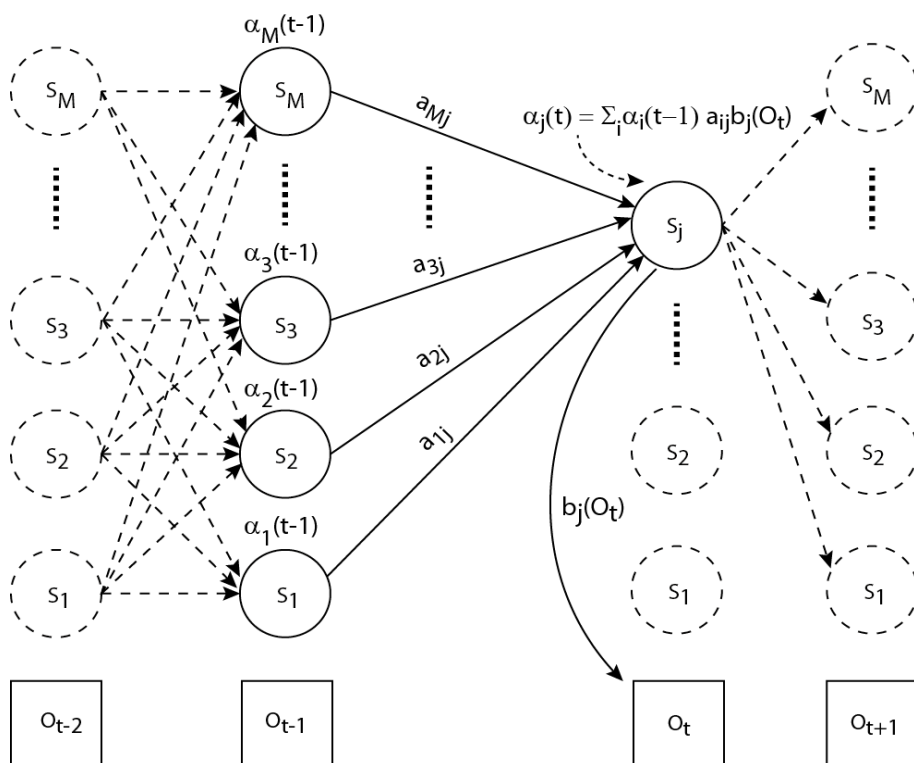 α_M(t-1)
S_M S_M a_Mj α_j(t) = Σ_i α_i(t−1) a_ij b_j(O_t) S_M
S_j
α_3(t-1)
S_3 S_3 a_3j S_3
α_2(t-1) a_2j
S_2 S_2 a_1j S_2 S_2
α_1(t-1) b_j(O_t)
S_1 S_1 S_1 S_1
O_t-2 O_t-1 O_t O_t+1